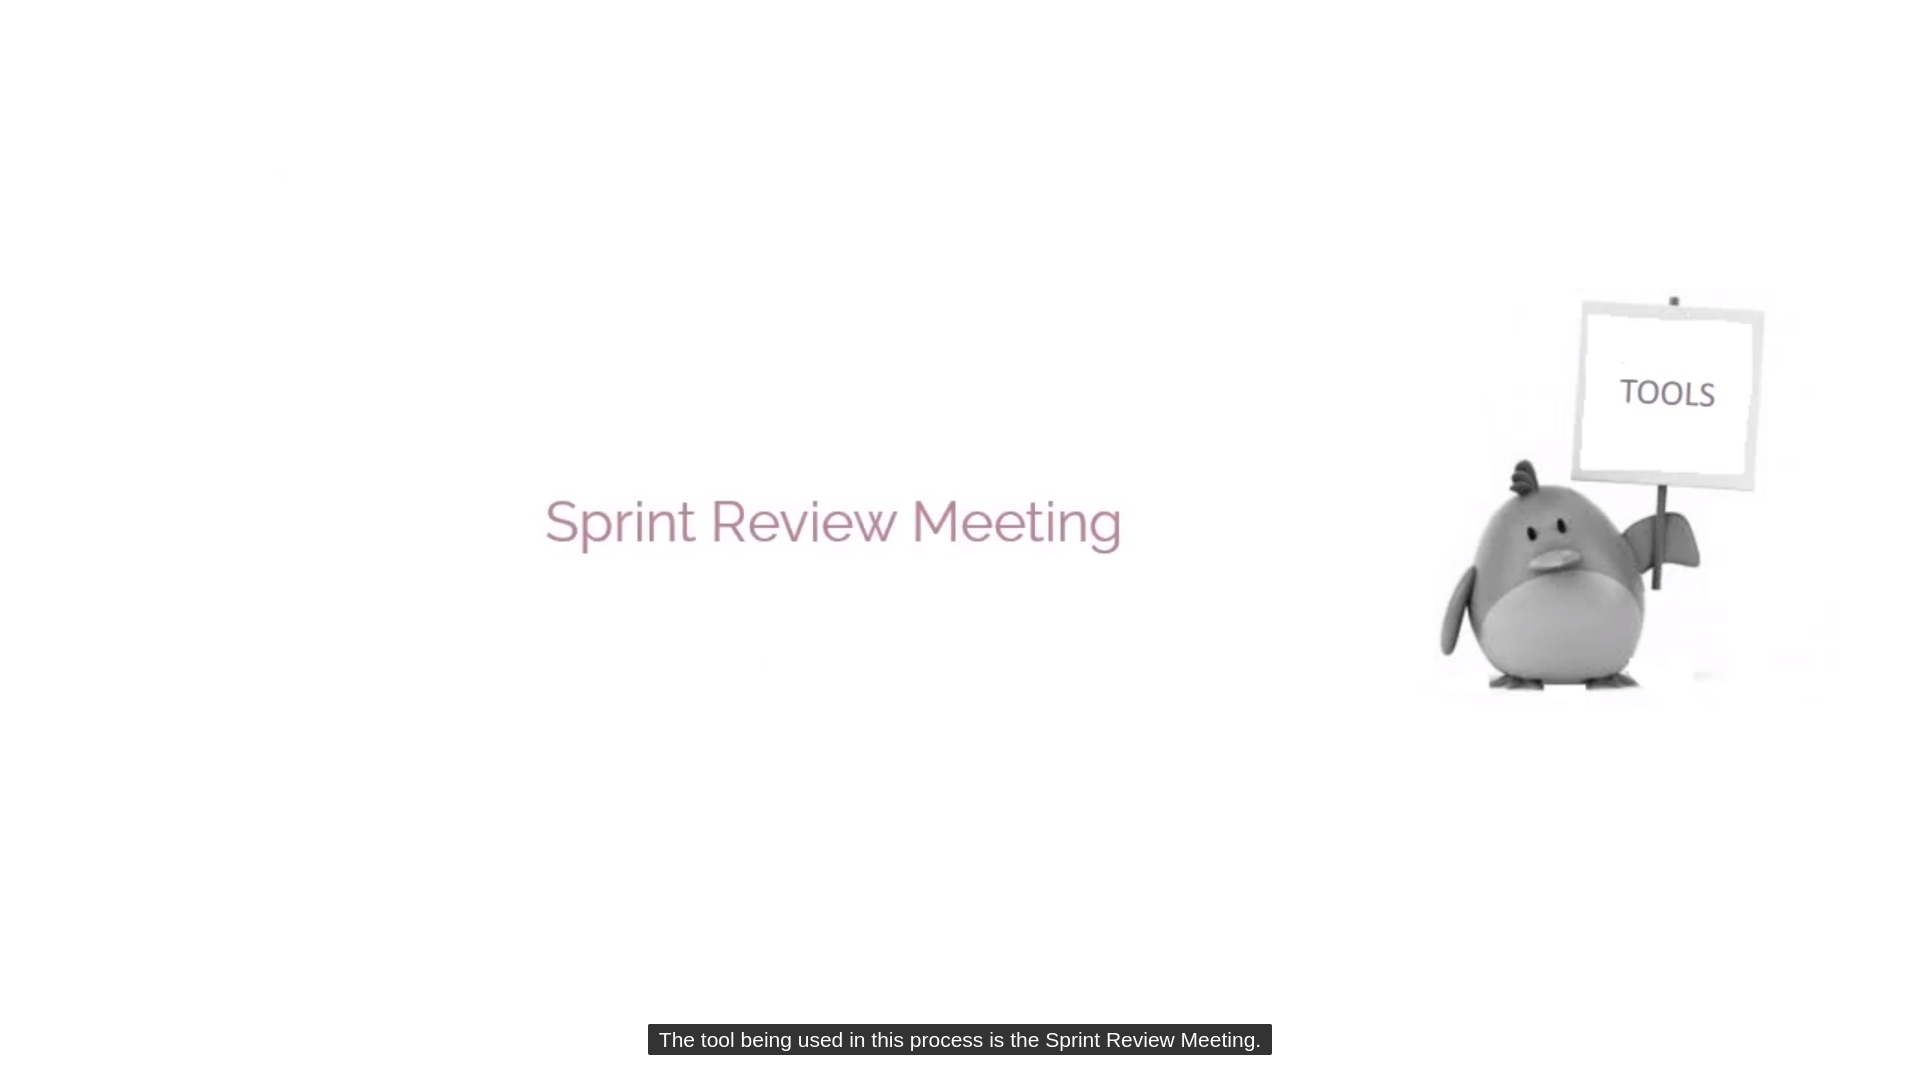 TOOLS
Sprint Review Meeting
The tool being used in this process is the Sprint Review Meeting.